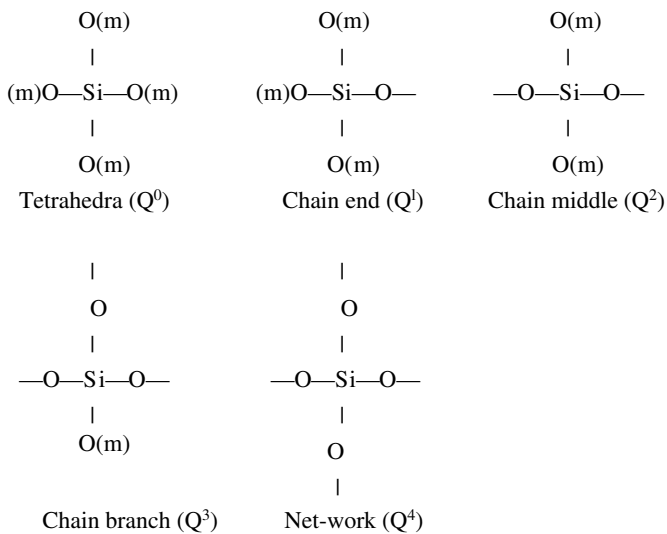 O(m) O(m) O(m)
| | |
(m)O—Si—O(m) (m)O—Si—O— —O—Si—O—
| | |
O(m) O(m) O(m)
Tetrahedra (Q⁰) Chain end (Q¹) Chain middle (Q²)
| |
O O
| |
—O—Si—O— —O—Si—O—
| |
O(m) O
|
Chain branch (Q³) Net-work (Q⁴)